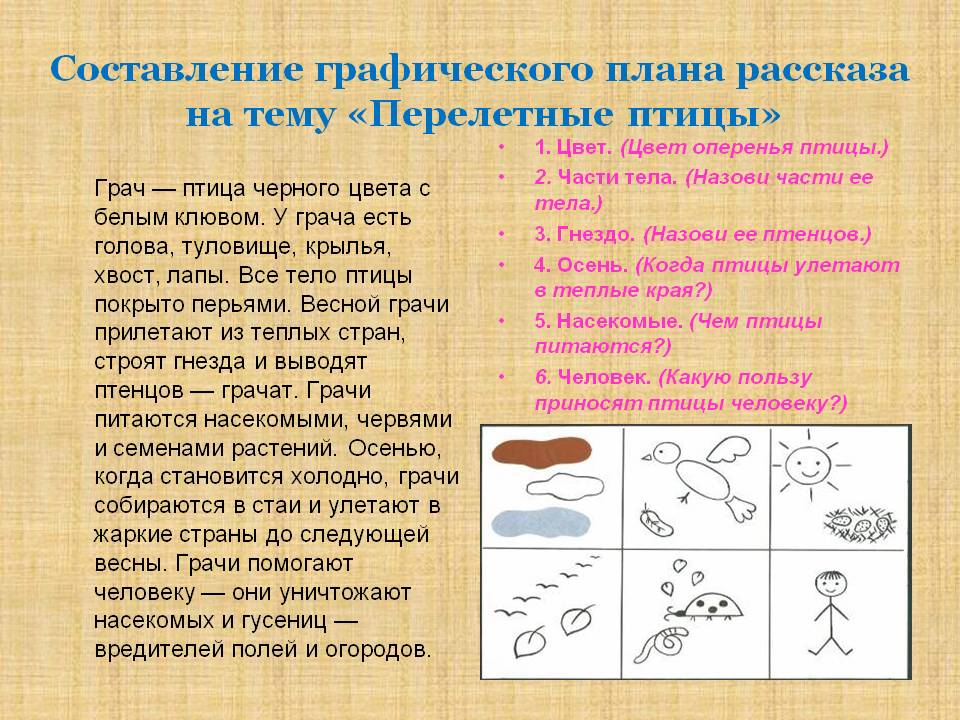 Составление графического плана рассказа
на тему «Перелетные птицы»
Грач — птица черного цвета с
белым клювом. У грача есть
голова, туловище, крылья,
хвост, лапы. Все тело птицы
покрыто перьями. Весной грачи
прилетают из теплых стран,
строят гнезда и выводят
птенцов — грачат. Грачи
питаются насекомыми, червями
и семенами растений. Осенью,
когда становится холодно, грачи
собираются в стаи и улетают в
жаркие страны до следующей
весны. Грачи помогают
человеку — они уничтожают
насекомых и гусениц —
вредителей полей и огородов.
• 1. Цвет. (Цвет оперенья птицы.)
• 2. Части тела. (Назови части ее
тела.)
• 3. Гнездо. (Назови ее птенцов.)
• 4. Осень. (Когда птицы улетают
в теплые края?)
• 5. Насекомые. (Чем птицы
питаются?)
• 6. Человек. (Какую пользу
приносят птицы человеку?)